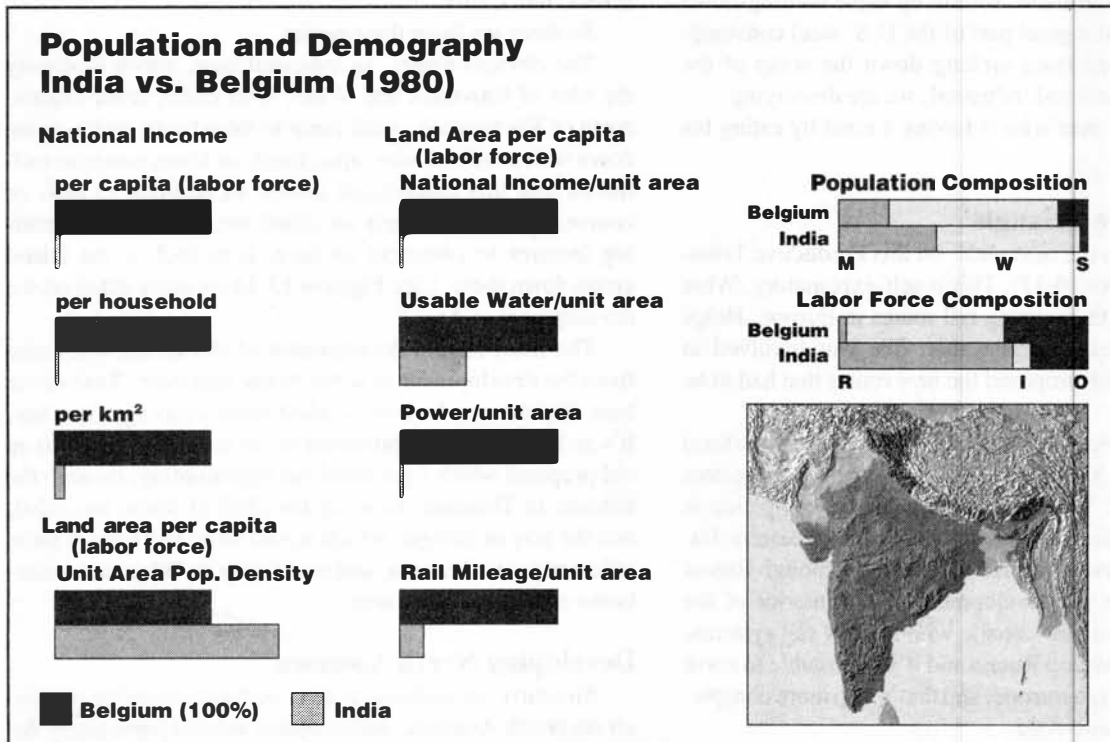 Population and Demography
India vs. Belgium (1980)
National Income
per capita (labor force)
per household
per km²
Land area per capita
(labor force)
Unit Area Pop. Density
Land Area per capita
(labor force)
National Income/unit area
Usable Water/unit area
Power/unit area
Rail Mileage/unit area
Population Composition
Belgium
India
M W S
Labor Force Composition
Belgium
India
R I O
Belgium (100%) India